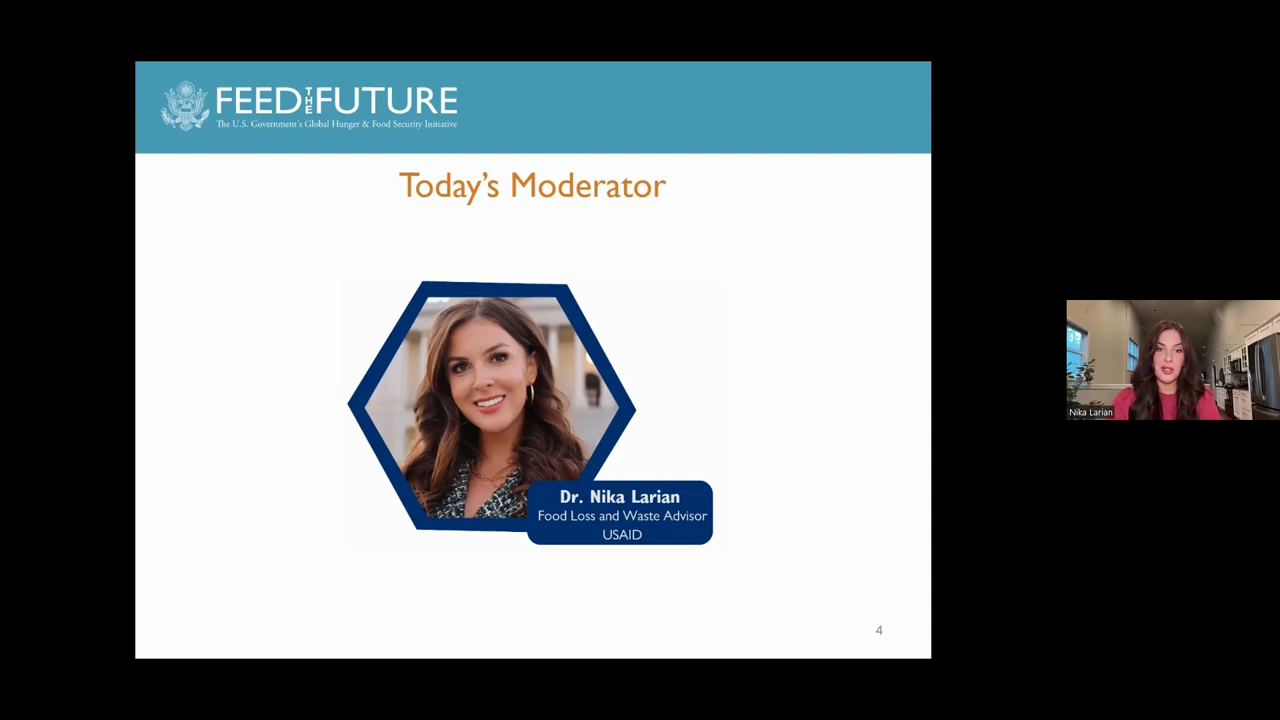 FEED THE FUTURE
The U.S. Government's Global Hunger & Food Security Initiative
Today's Moderator
Dr. Nika Larian
Food Loss and Waste Advisor
USAID
Nika Larian
4